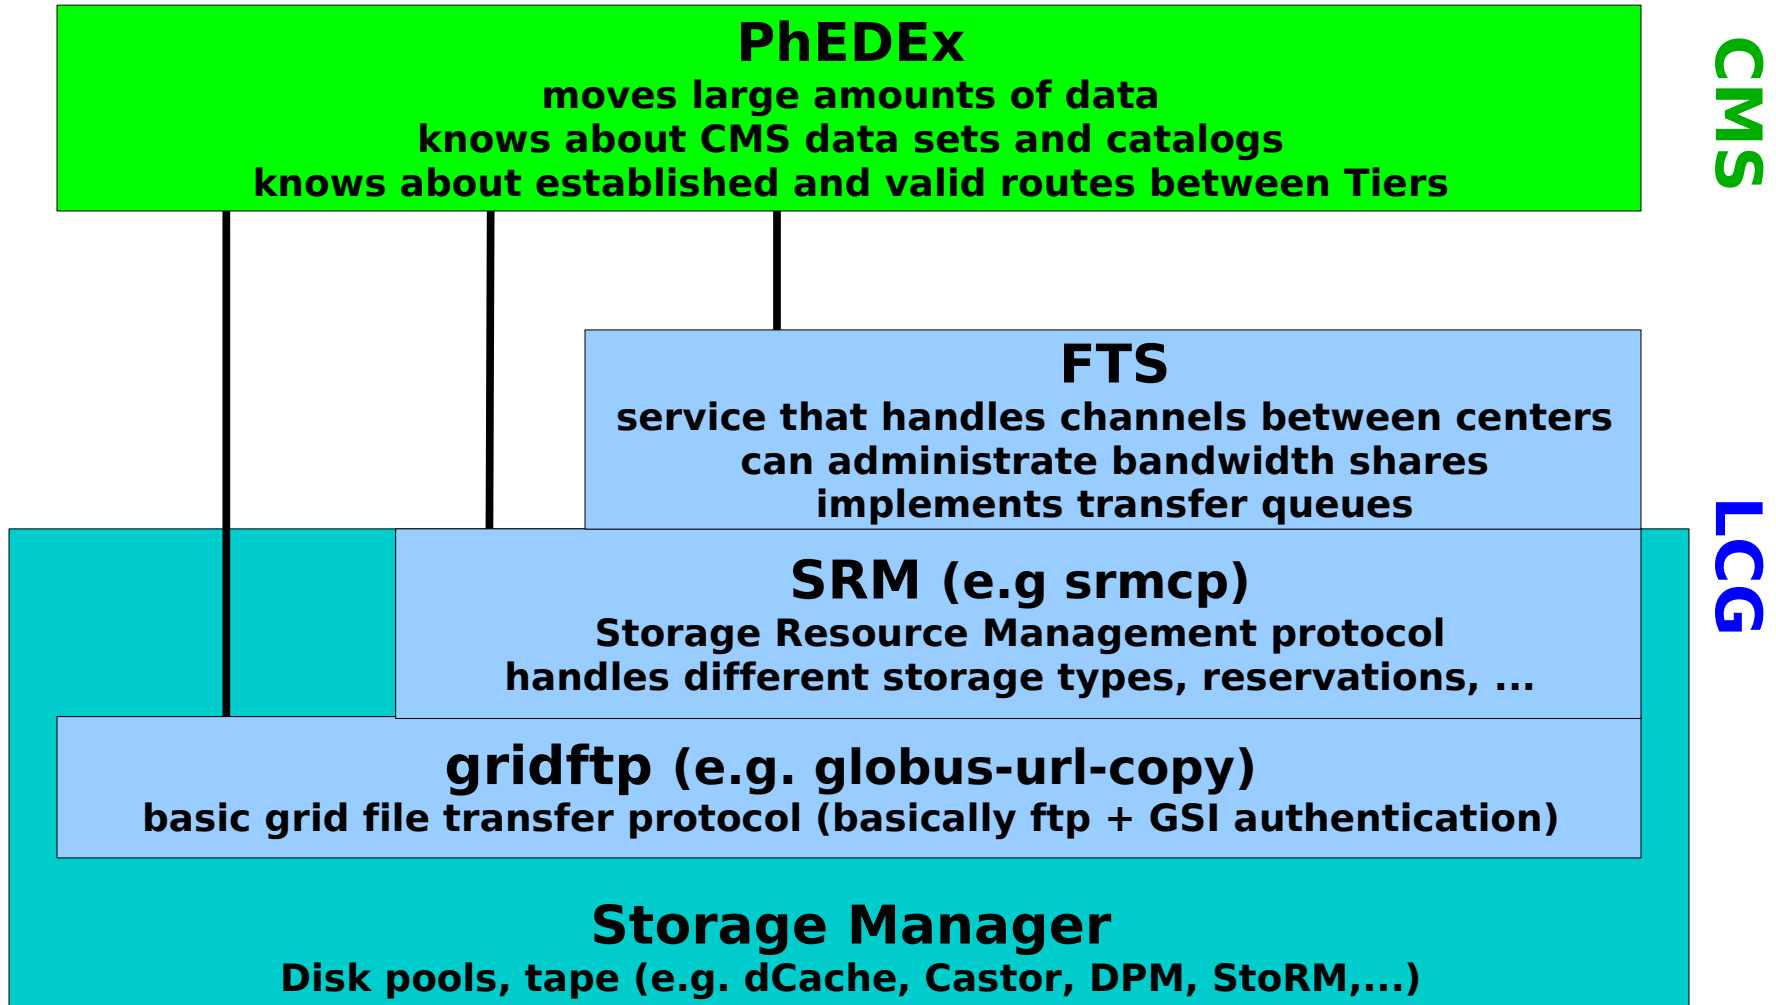 PhEDEx
moves large amounts of data
knows about CMS data sets and catalogs
knows about established and valid routes between Tiers
CMS
FTS
service that handles channels between centers
can administrate bandwidth shares
implements transfer queues
LCG
SRM (e.g srmcp)
Storage Resource Management protocol
handles different storage types, reservations, ...
gridftp (e.g. globus-url-copy)
basic grid file transfer protocol (basically ftp + GSI authentication)
Storage Manager
Disk pools, tape (e.g. dCache, Castor, DPM, StoRM,...)